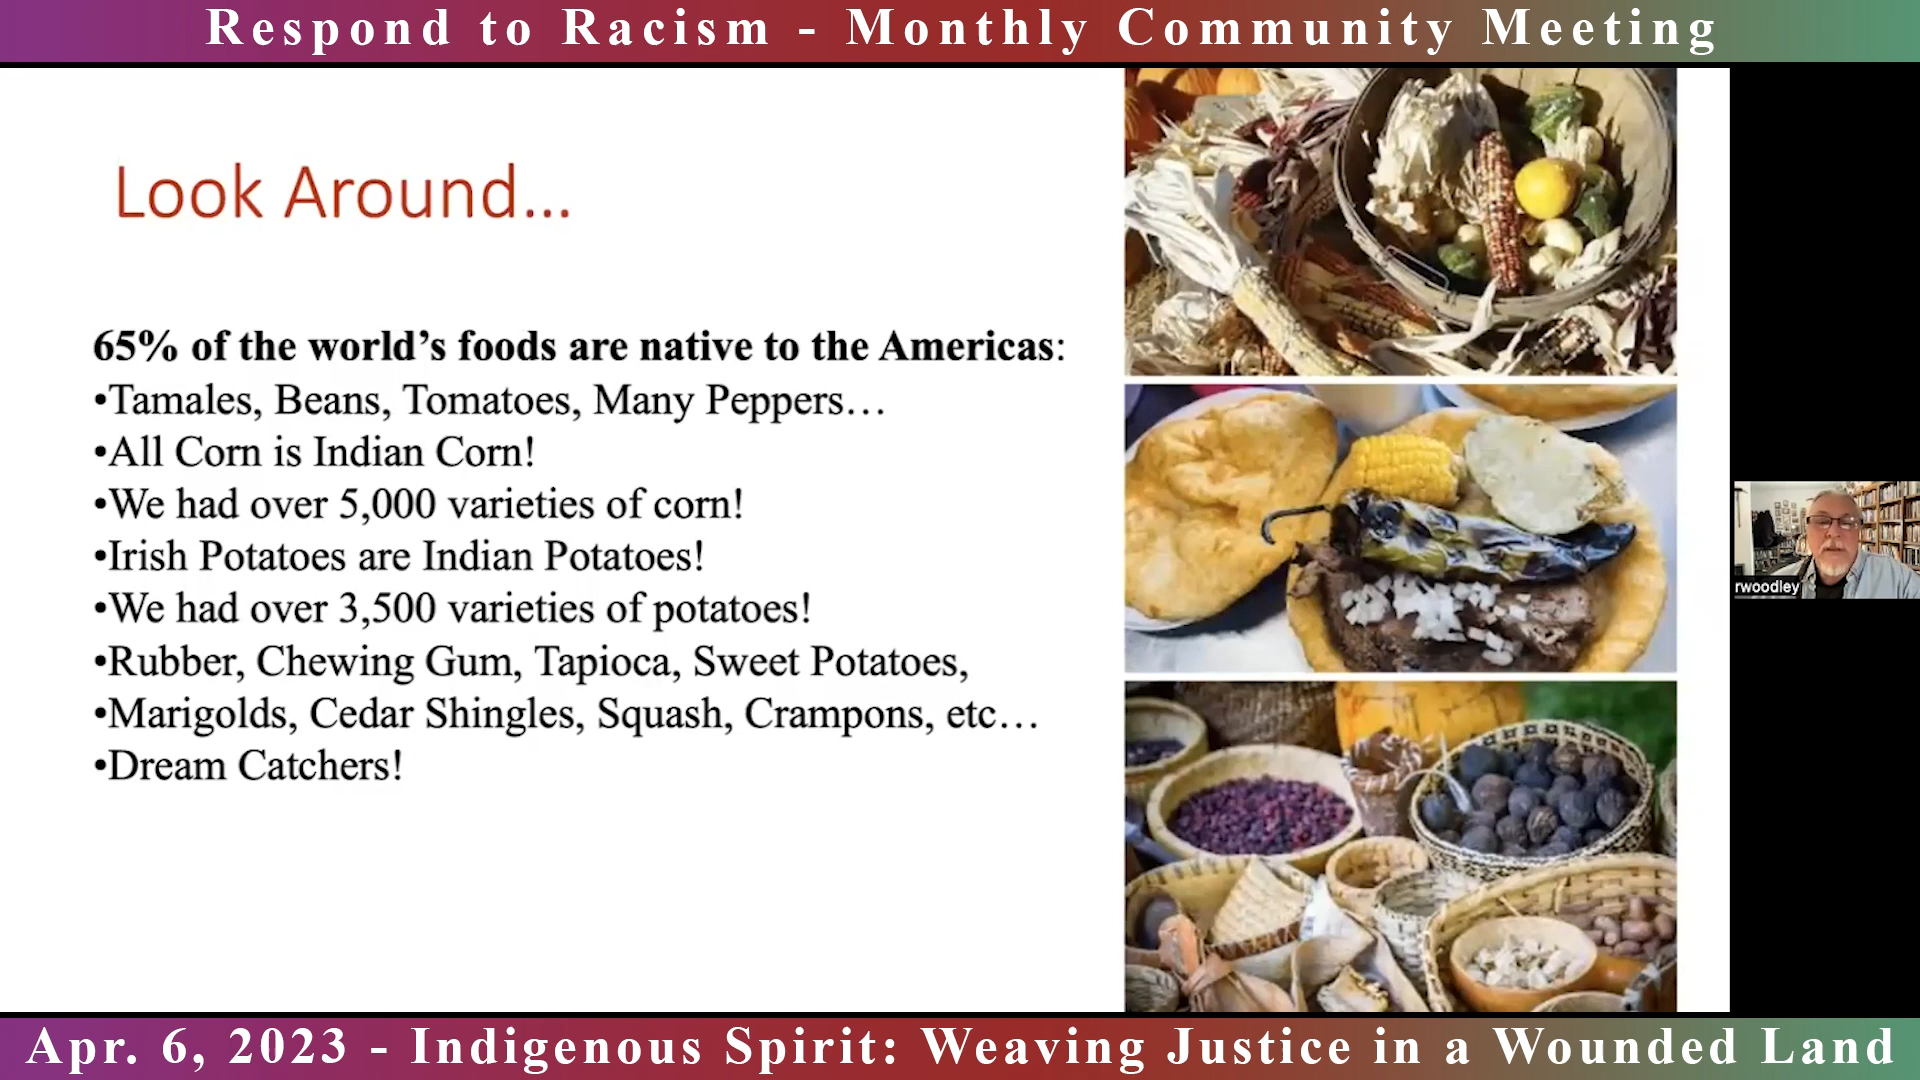 Respond to Racism - Monthly Community Meeting
Look Around...
65% of the world’s foods are native to the Americas:
•Tamales, Beans, Tomatoes, Many Peppers…
•All Corn is Indian Corn!
•We had over 5,000 varieties of corn!
•Irish Potatoes are Indian Potatoes!
•We had over 3,500 varieties of potatoes!
•Rubber, Chewing Gum, Tapioca, Sweet Potatoes,
•Marigolds, Cedar Shingles, Squash, Crampons, etc…
•Dream Catchers!
rwoodley
Apr. 6, 2023 - Indigenous Spirit: Weaving Justice in a Wounded Land